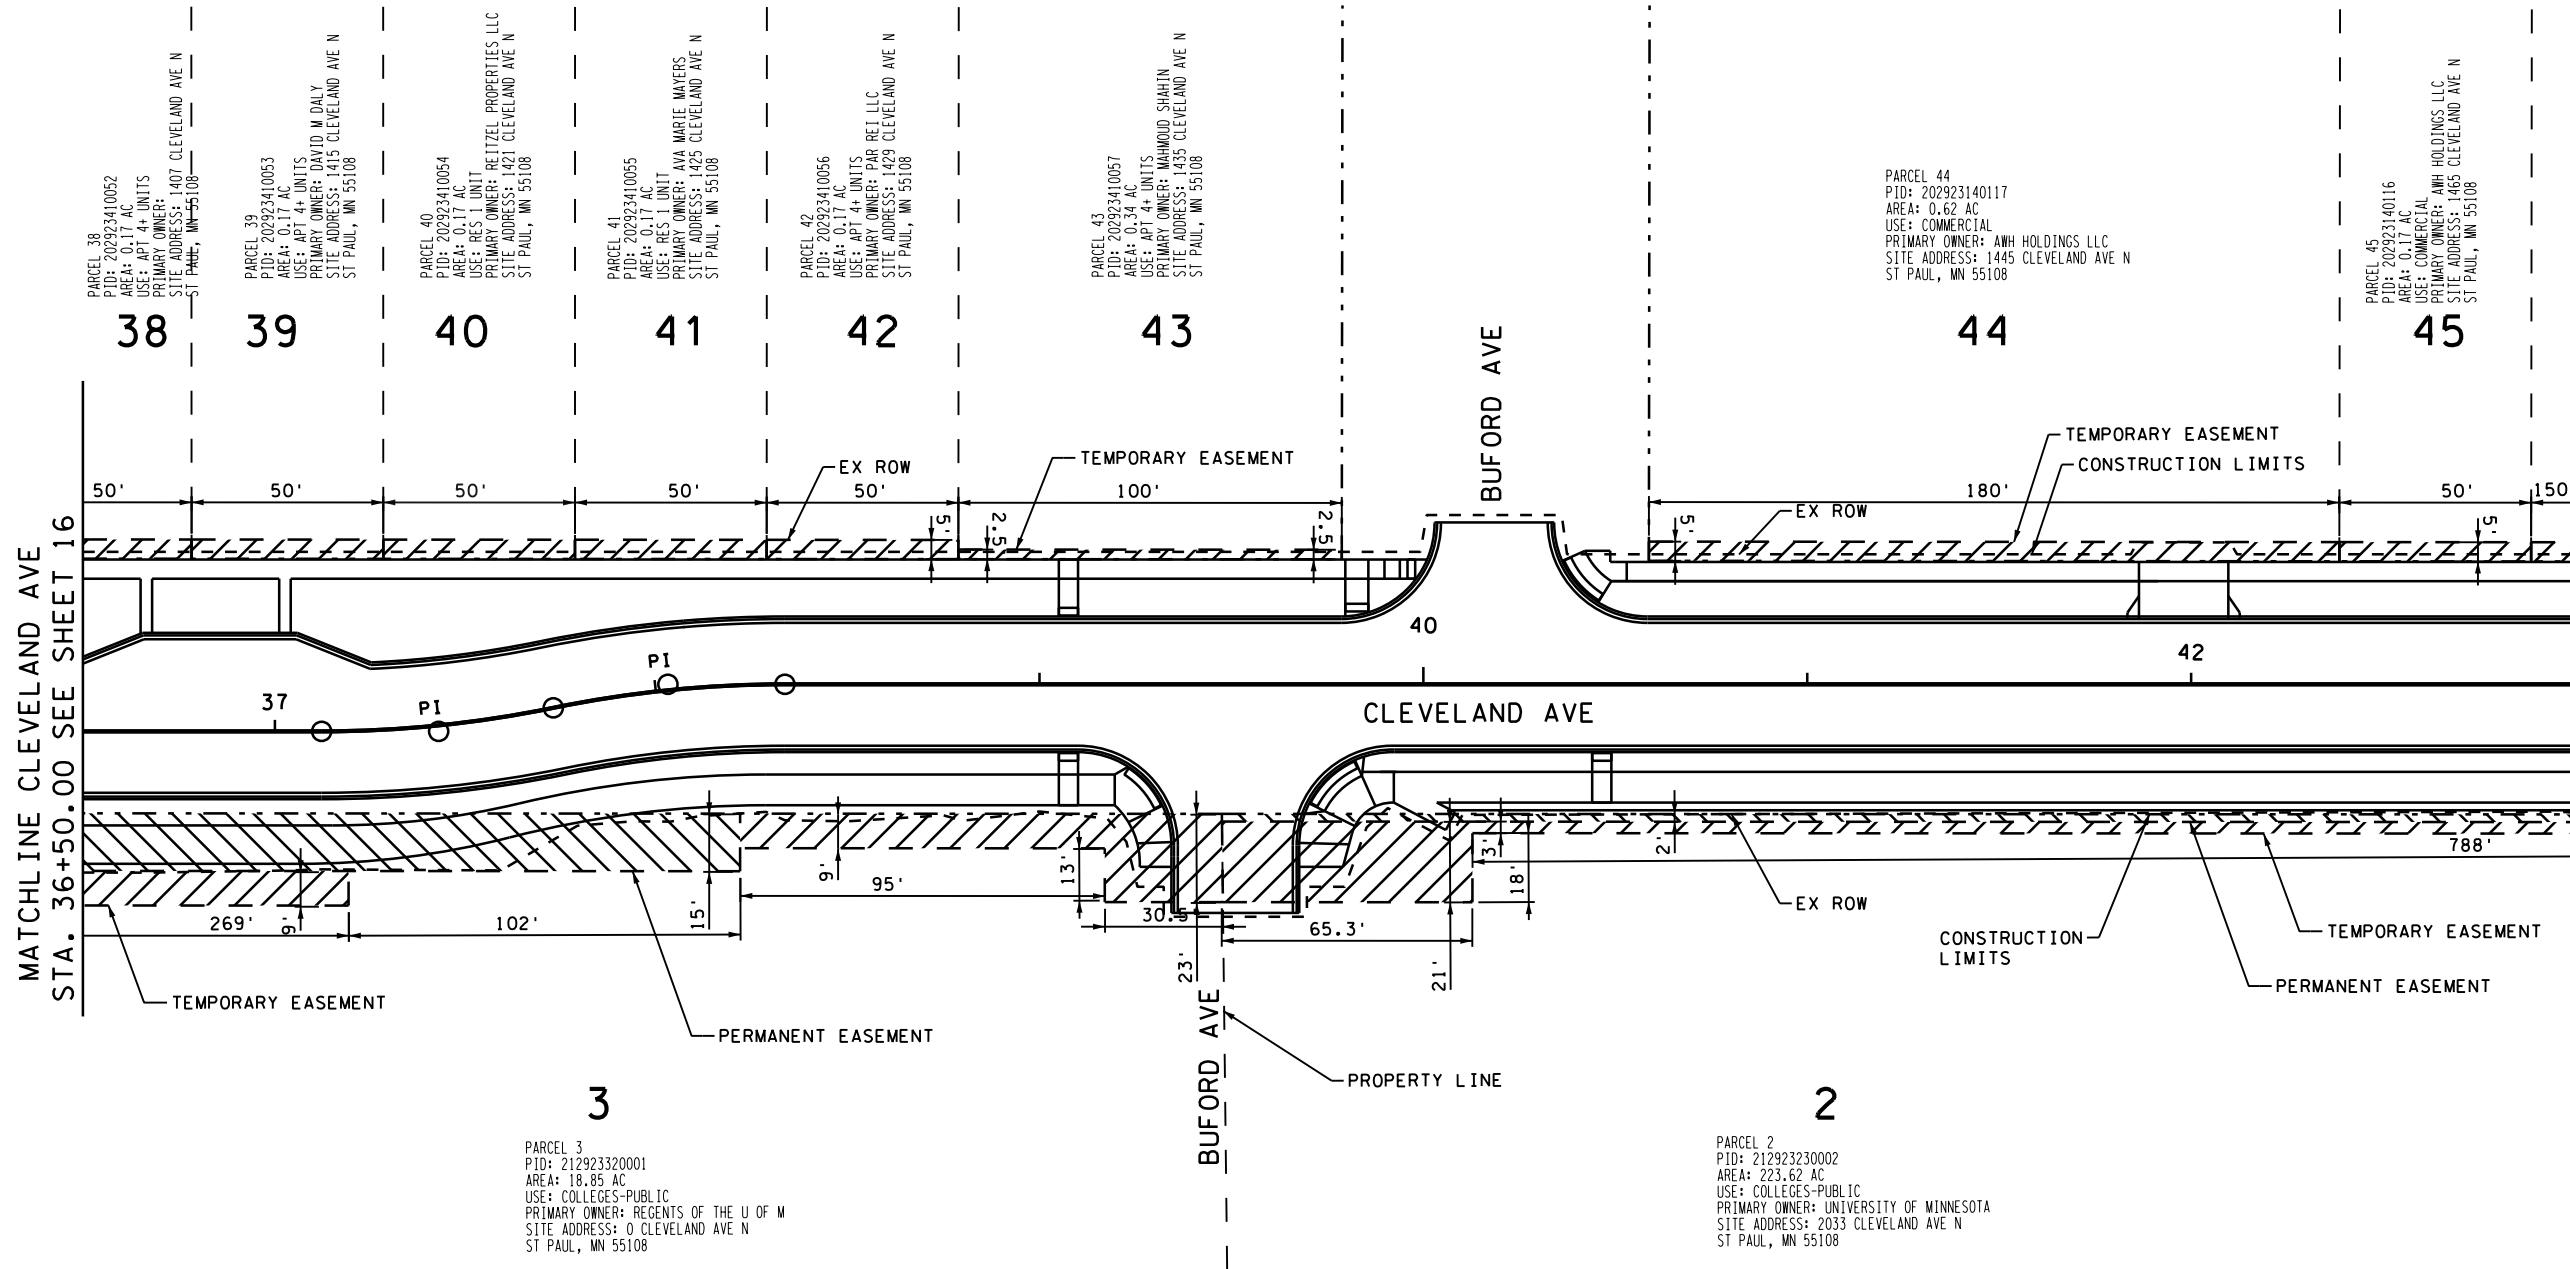 PARCEL 38
PID: 202923410052
AREA: 0.17 AC
USE: APT 4+ UNITS
PRIMARY OWNER:
SITE ADDRESS: 1407 CLEVELAND AVE N
ST PAUL, MN 55108
38
PARCEL 39
PID: 202923410053
AREA: 0.17 AC
USE: APT 4+ UNITS
PRIMARY OWNER: DAVID M DALY
SITE ADDRESS: 1415 CLEVELAND AVE N
ST PAUL, MN 55108
39
PARCEL 40
PID: 202923410054
AREA: 0.17 AC
USE: RES 1 UNIT
PRIMARY OWNER: REITZEL PROPERTIES LLC
SITE ADDRESS: 1421 CLEVELAND AVE N
ST PAUL, MN 55108
40
PARCEL 41
PID: 202923410055
AREA: 0.17 AC
USE: RES 1 UNIT
PRIMARY OWNER: AVA MARIE MAYERS
SITE ADDRESS: 1425 CLEVELAND AVE N
ST PAUL, MN 55108
41
PARCEL 42
PID: 202923410056
AREA: 0.17 AC
USE: APT 4+ UNITS
PRIMARY OWNER: PAR REI LLC
SITE ADDRESS: 1429 CLEVELAND AVE N
ST PAUL, MN 55108
42
PARCEL 43
PID: 202923410057
AREA: 0.34 AC
USE: APT 4+ UNITS
PRIMARY OWNER: MAHMOUD SHAHIN
SITE ADDRESS: 1435 CLEVELAND AVE N
ST PAUL, MN 55108
43
BUFORD AVE
PARCEL 44
PID: 202923140117
AREA: 0.62 AC
USE: COMMERCIAL
PRIMARY OWNER: AWH HOLDINGS LLC
SITE ADDRESS: 1445 CLEVELAND AVE N
ST PAUL, MN 55108
44
PARCEL 45
PID: 202923140116
AREA: 0.17 AC
USE: COMMERCIAL
PRIMARY OWNER: AWH HOLDINGS LLC
SITE ADDRESS: 1465 CLEVELAND AVE N
ST PAUL, MN 55108
45
EX ROW
TEMPORARY EASEMENT
TEMPORARY EASEMENT
CONSTRUCTION LIMITS
50'
50'
50'
50'
50'
100'
180'
50'
150
EX ROW
5'
2.5'
2.5'
5'
5'
MATCHLINE CLEVELAND AVE
STA. 36+50.00 SEE SHEET 16
40
42
PI
37
PI
CLEVELAND AVE
9'
3'
2'
788'
13'
95'
18'
15'
30.5'
269'
9'
102'
65.3'
23'
21'
EX ROW
CONSTRUCTION
LIMITS
TEMPORARY EASEMENT
PERMANENT EASEMENT
TEMPORARY EASEMENT
PERMANENT EASEMENT
BUFORD AVE
PROPERTY LINE
3
PARCEL 3
PID: 212923320001
AREA: 18.85 AC
USE: COLLEGES-PUBLIC
PRIMARY OWNER: REGENTS OF THE U OF M
SITE ADDRESS: 0 CLEVELAND AVE N
ST PAUL, MN 55108
2
PARCEL 2
PID: 212923230002
AREA: 223.62 AC
USE: COLLEGES-PUBLIC
PRIMARY OWNER: UNIVERSITY OF MINNESOTA
SITE ADDRESS: 2033 CLEVELAND AVE N
ST PAUL, MN 55108